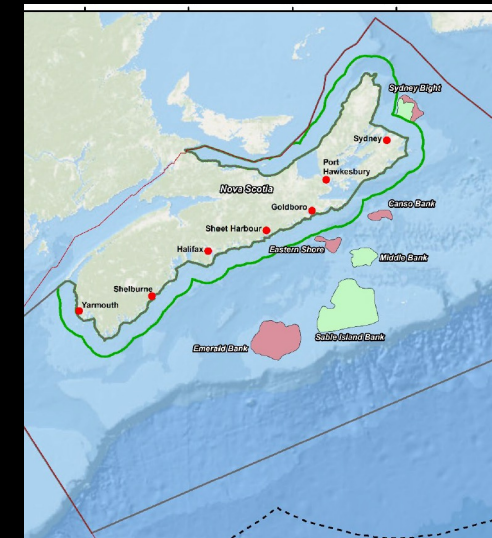 Sydney Bight
Sydney
Port
Hawkesbury
Nova Scotia
Canso Bank
Goldboro
Sheet Harbour
Eastern Shore
Halifax
Middle Bank
Shelburne
Yarmouth
Sable Island Bank
Emerald Bank